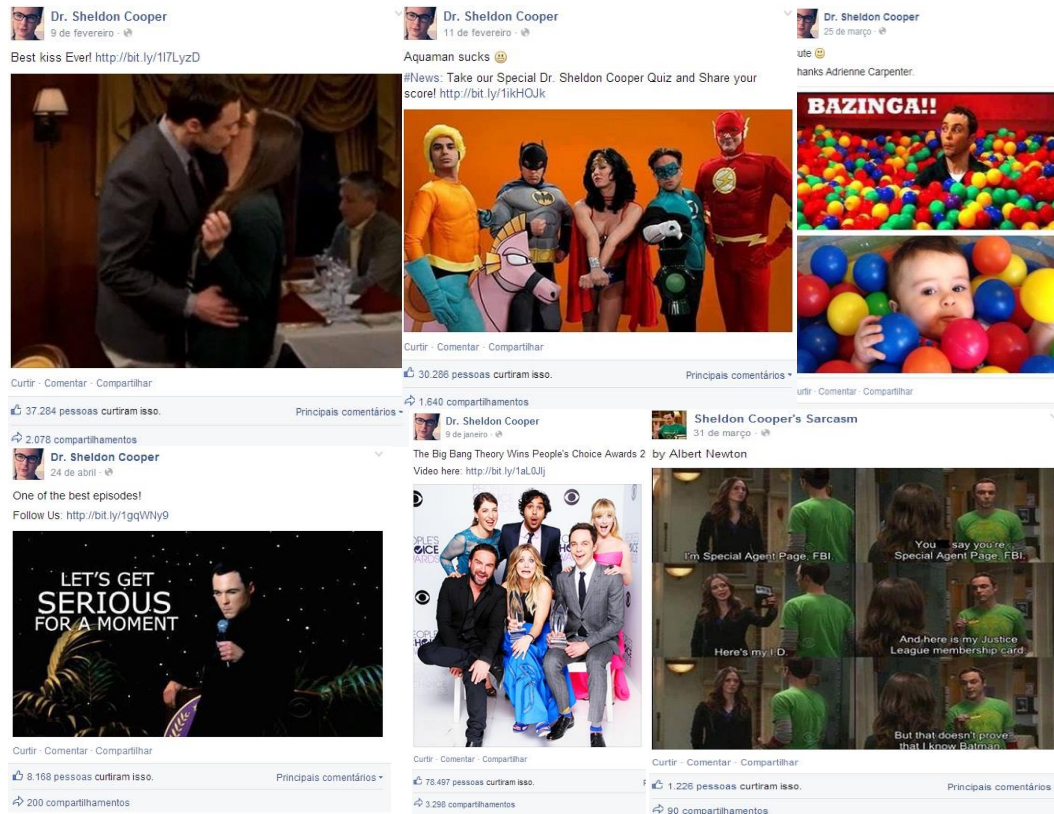 Dr. Sheldon Cooper
9 de fevereiro
Best kiss Ever! http://bit.ly/1l7LyzD
Curtir · Comentar · Compartilhar
37.284 pessoas curtiram isso.
Principais comentários
2.078 compartilhamentos
Dr. Sheldon Cooper
11 de fevereiro
Aquaman sucks
#News: Take our Special Dr. Sheldon Cooper Quiz and Share your
score! http://bit.ly/1ikHOJk
Curtir · Comentar · Compartilhar
30.286 pessoas curtiram isso.
Principais comentários
1.640 compartilhamentos
Dr. Sheldon Cooper
25 de março
ute
hanks Adrienne Carpenter.
BAZINGA!!
urtir · Comentar · Compartilhar
Dr. Sheldon Cooper
24 de abril
One of the best episodes!
Follow Us: http://bit.ly/1gqWNy9
LET'S GET
SERIOUS
FOR A MOMENT
Curtir · Comentar · Compartilhar
8.168 pessoas curtiram isso.
Principais comentários
200 compartilhamentos
Dr. Sheldon Cooper
9 de janeiro
The Big Bang Theory Wins People's Choice Awards 2
Video here: http://bit.ly/1aL0Jlj
Curtir · Comentar · Compartilhar
78.497 pessoas curtiram isso.
3.298 compartilhamentos
Sheldon Cooper's Sarcasm
31 de março
by Albert Newton
I'm Special Agent Page, FBI.
You say you're
Special Agent Page, FBI.
Here's my I.D.
And here is my Justice
League membership card.
But that doesn't prove
that I know Batman.
Curtir · Comentar · Compartilhar
1.226 pessoas curtiram isso.
Principais comentários
90 compartilhamentos